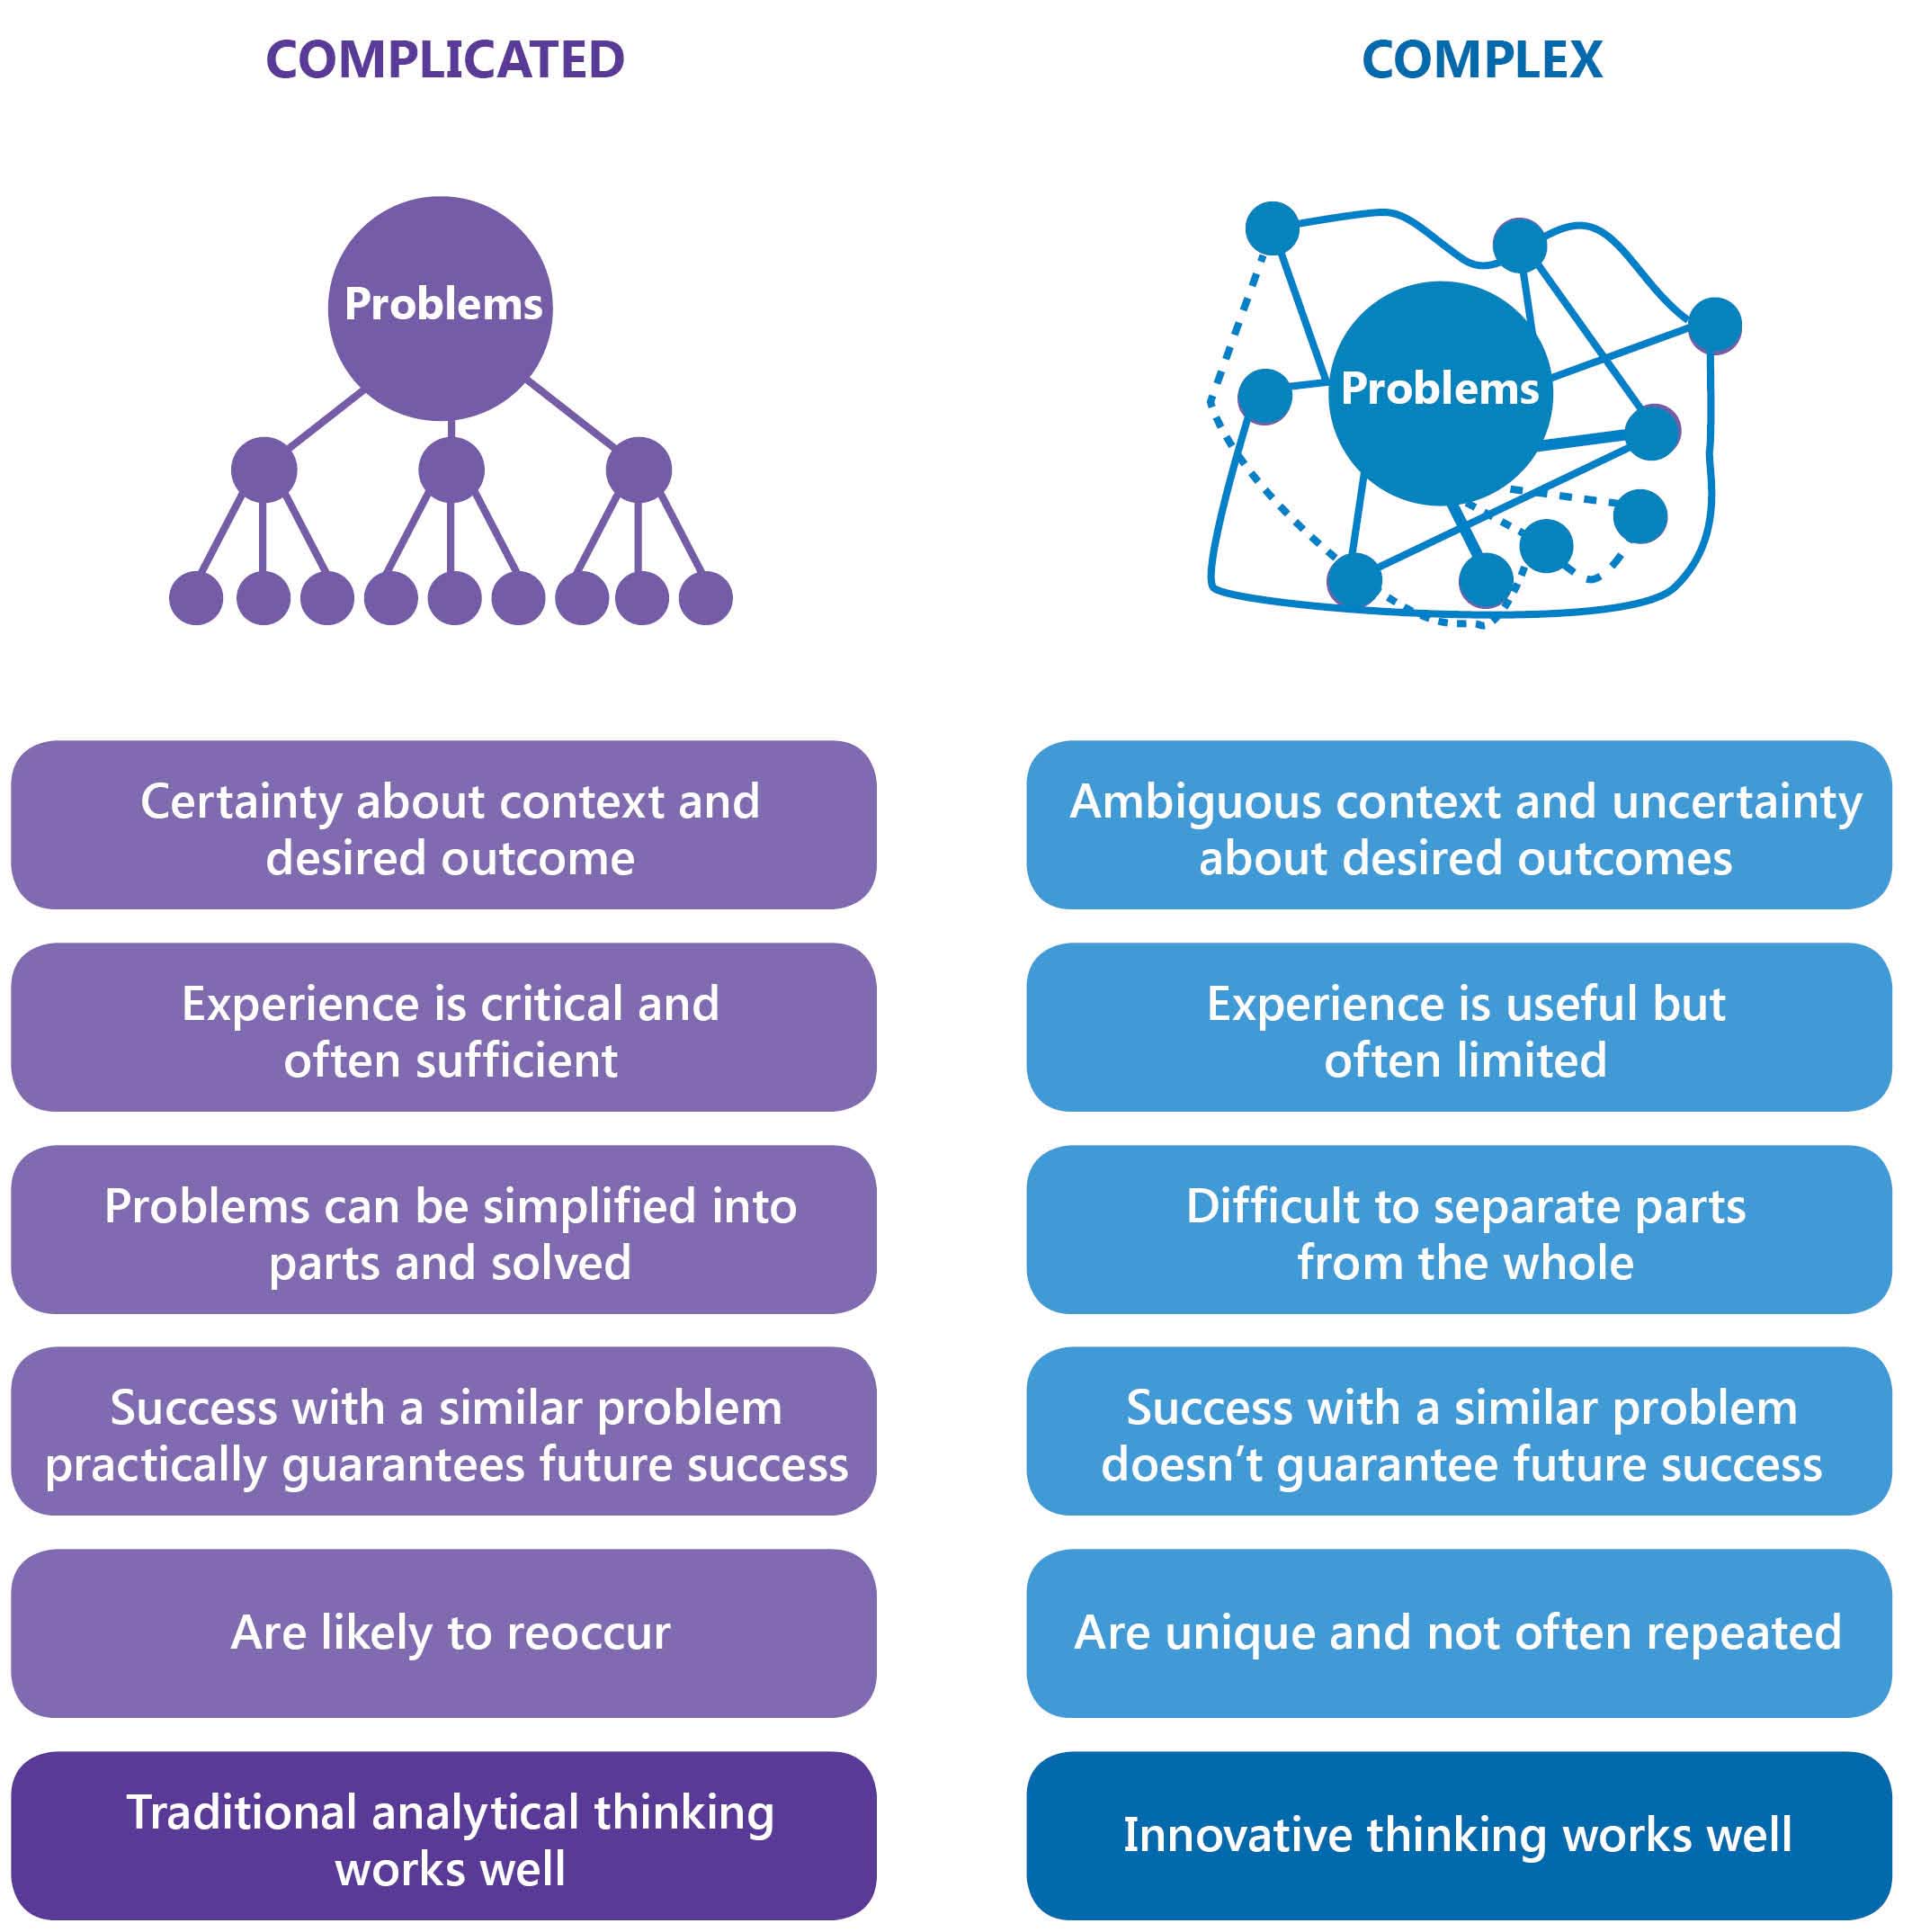 COMPLICATED
COMPLEX
Problems
Problems
Certainty about context and
desired outcome
Ambiguous context and uncertainty
about desired outcomes
Experience is critical and
often sufficient
Experience is useful but
often limited
Problems can be simplified into
parts and solved
Difficult to separate parts
from the whole
Success with a similar problem
practically guarantees future success
Success with a similar problem
doesn’t guarantee future success
Are likely to reoccur
Are unique and not often repeated
Traditional analytical thinking
works well
Innovative thinking works well